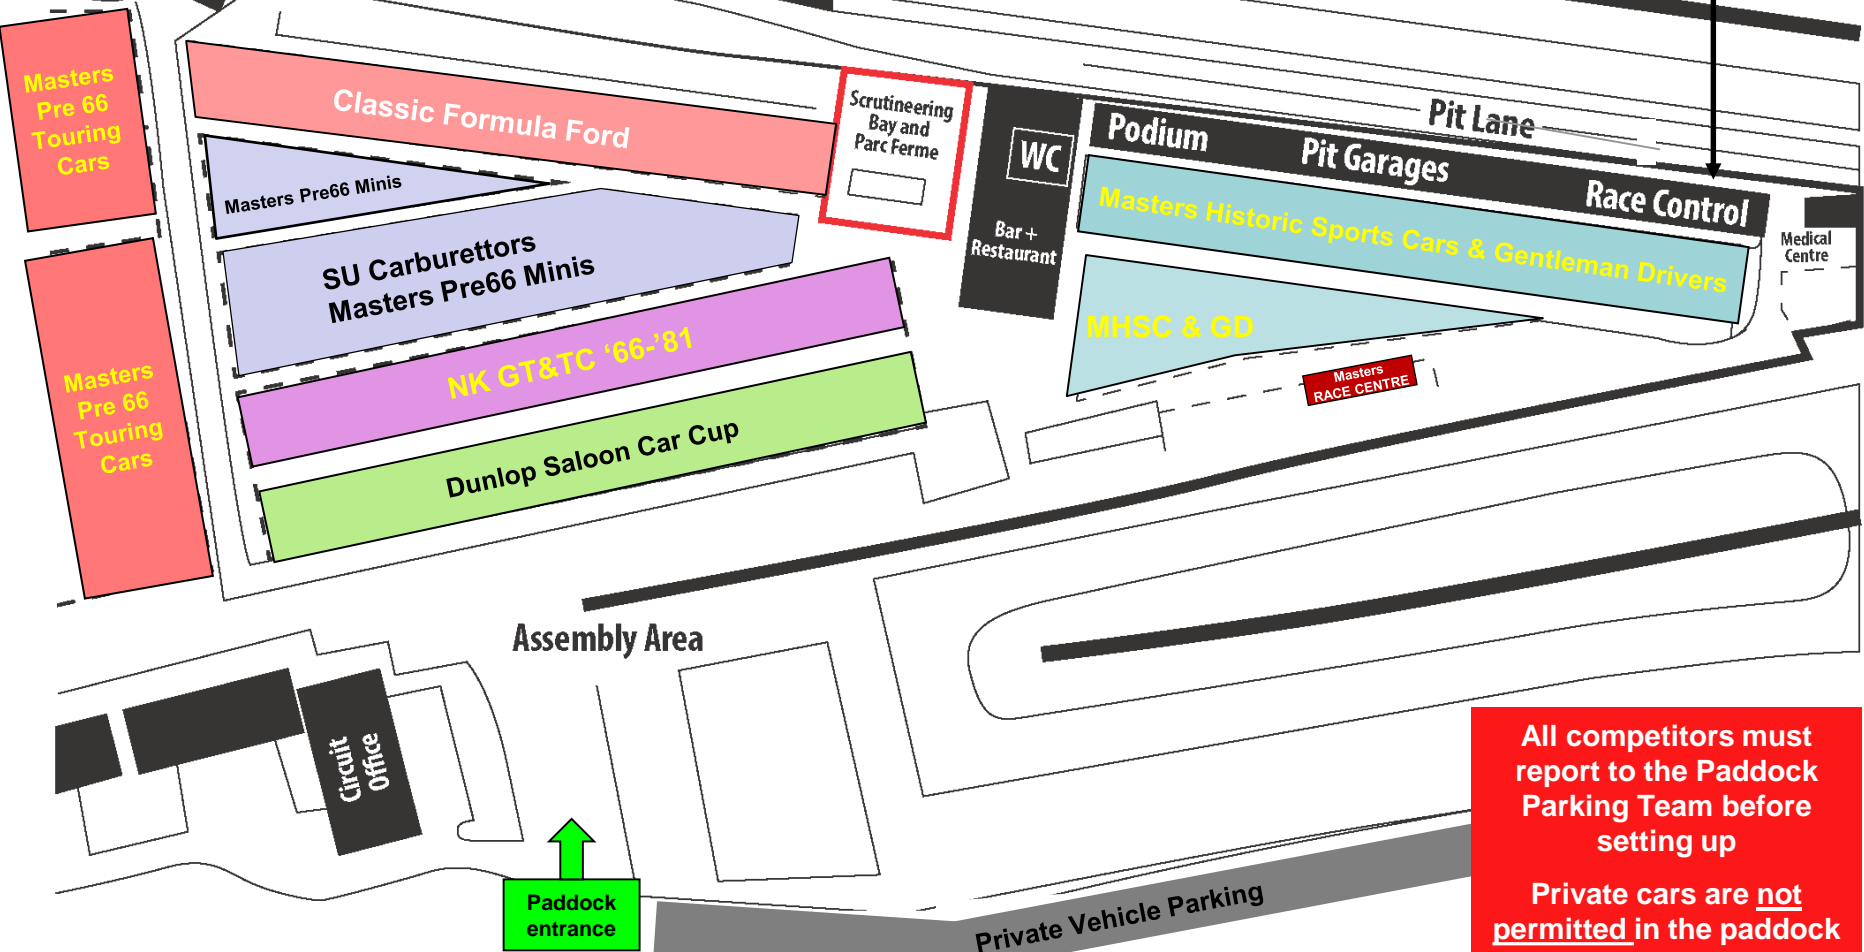 Masters
Pre 66
Touring
Cars
Classic Formula Ford
Scrutineering
Bay and
Parc Ferme
WC
Bar +
Restaurant
Pit Lane
Podium
Pit Garages
Race Control
Medical
Centre
Masters Pre66 Minis
SU Carburettors
Masters Pre66 Minis
Masters Historic Sports Cars & Gentleman Drivers
MHSC & GD
NK GT&TC ‘66-’81
Masters
RACE CENTRE
Masters
Pre 66
Touring
Cars
Dunlop Saloon Car Cup
Assembly Area
Circuit
Office
Paddock
entrance
Private Vehicle Parking
All competitors must
report to the Paddock
Parking Team before
setting up
Private cars are not
permitted in the paddock